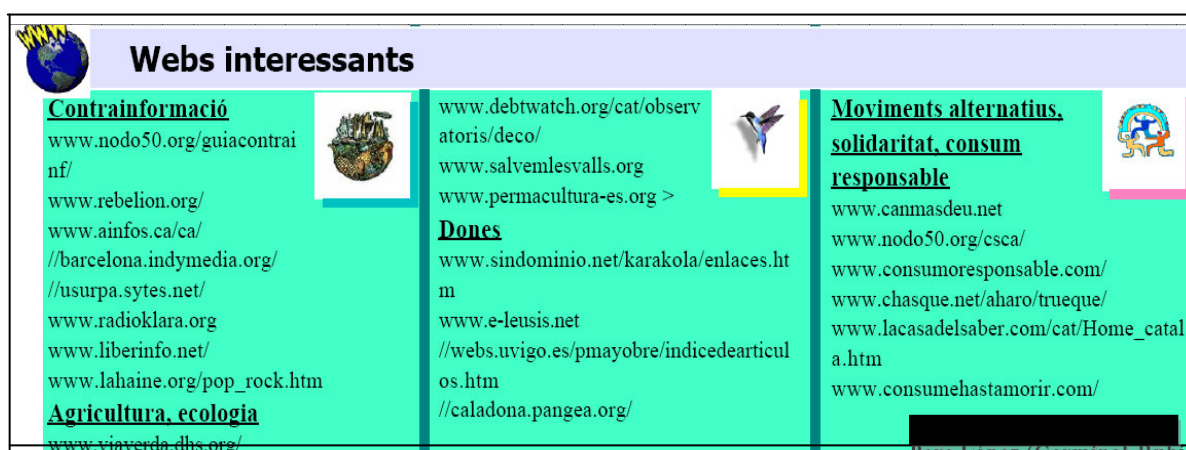 WWW
Webs interessants
Contrainformació
www.nodo50.org/guiacontrai
nf/
www.rebelion.org/
www.ainfos.ca/ca/
//barcelona.indymedia.org/
//usurpa.sytes.net/
www.radioklara.org
www.liberinfo.net/
www.lahaine.org/pop_rock.htm
Agricultura, ecologia
www.viaverda.dhs.org/
www.debtwatch.org/cat/observ
atoris/deco/
www.salvemlesvalls.org
www.permacultura-es.org >
Dones
www.sindominio.net/karakola/enlaces.ht
m
www.e-leusis.net
//webs.uvigo.es/pmayobre/indicedearticul
os.htm
//caladona.pangea.org/
Moviments alternatius,
solidaritat, consum
responsable
www.canmasdeu.net
www.nodo50.org/csca/
www.consumoresponsable.com/
www.chasque.net/aharo/trueque/
www.lacasadelsaber.com/cat/Home_catal
a.htm
www.consumehastamorir.com/